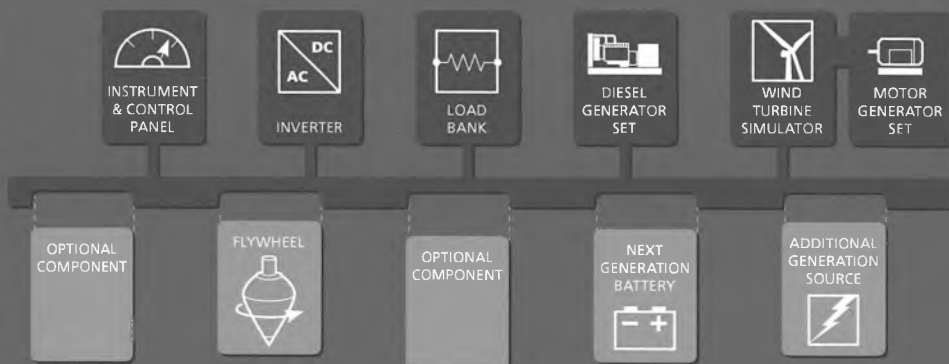 INSTRUMENT
& CONTROL
PANEL
DC
AC
INVERTER
LOAD
BANK
DIESEL
GENERATOR
SET
WIND
TURBINE
SIMULATOR
MOTOR
GENERATOR
SET
OPTIONAL
COMPONENT
FLYWHEEL
OPTIONAL
COMPONENT
NEXT
GENERATION
BATTERY
ADDITIONAL
GENERATION
SOURCE